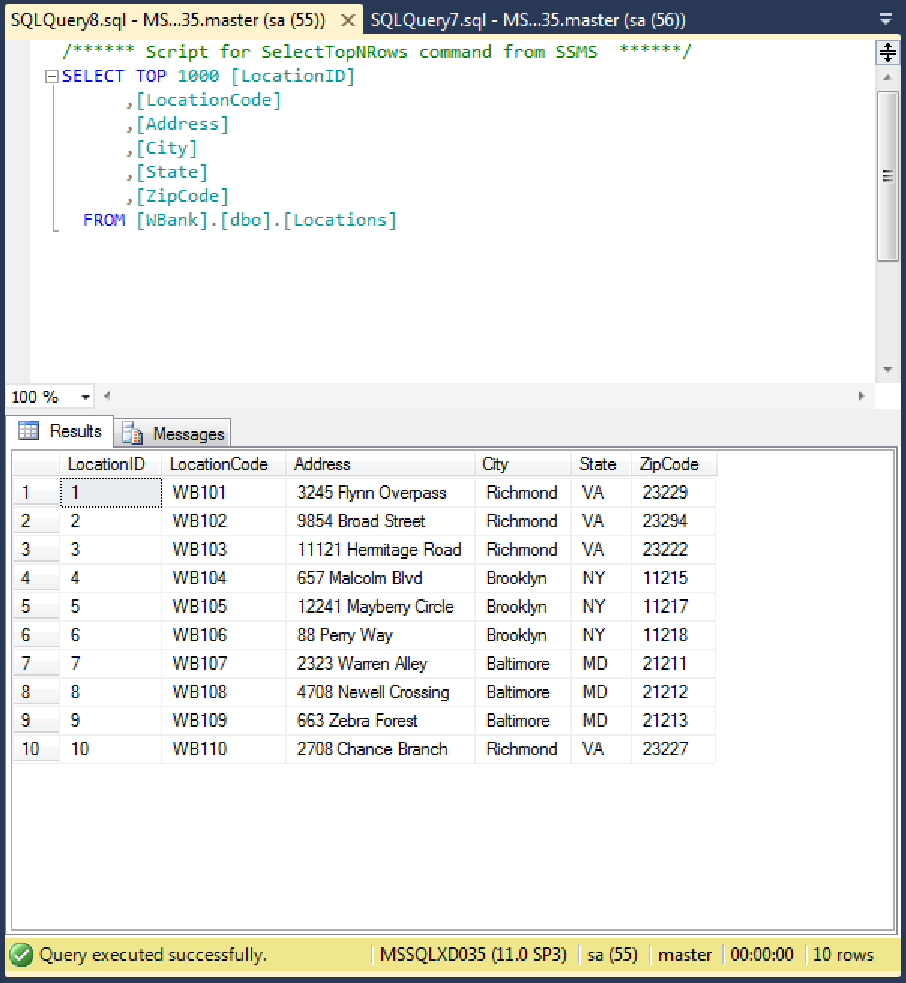 SQLQuery8.sql - MS...35.master (sa (55)) SQLQuery7.sql - MS...35.master (sa (56))
/****** Script for SelectTopNRows command from SSMS  ******/
SELECT TOP 1000 [LocationID]
,[LocationCode]
,[Address]
,[City]
,[State]
,[ZipCode]
FROM [WBank].[dbo].[Locations]
100 %
Results Messages
LocationID LocationCode Address City State ZipCode
1 1 WB101 3245 Flynn Overpass Richmond VA 23229
2 2 WB102 9854 Broad Street Richmond VA 23294
3 3 WB103 11121 Hermitage Road Richmond VA 23222
4 4 WB104 657 Malcolm Blvd Brooklyn NY 11215
5 5 WB105 12241 Mayberry Circle Brooklyn NY 11217
6 6 WB106 88 Perry Way Brooklyn NY 11218
7 7 WB107 2323 Warren Alley Baltimore MD 21211
8 8 WB108 4708 Newell Crossing Baltimore MD 21212
9 9 WB109 663 Zebra Forest Baltimore MD 21213
10 10 WB110 2708 Chance Branch Richmond VA 23227
Query executed successfully. MSSQLXD035 (11.0 SP3) sa (55) master 00:00:00 10 rows